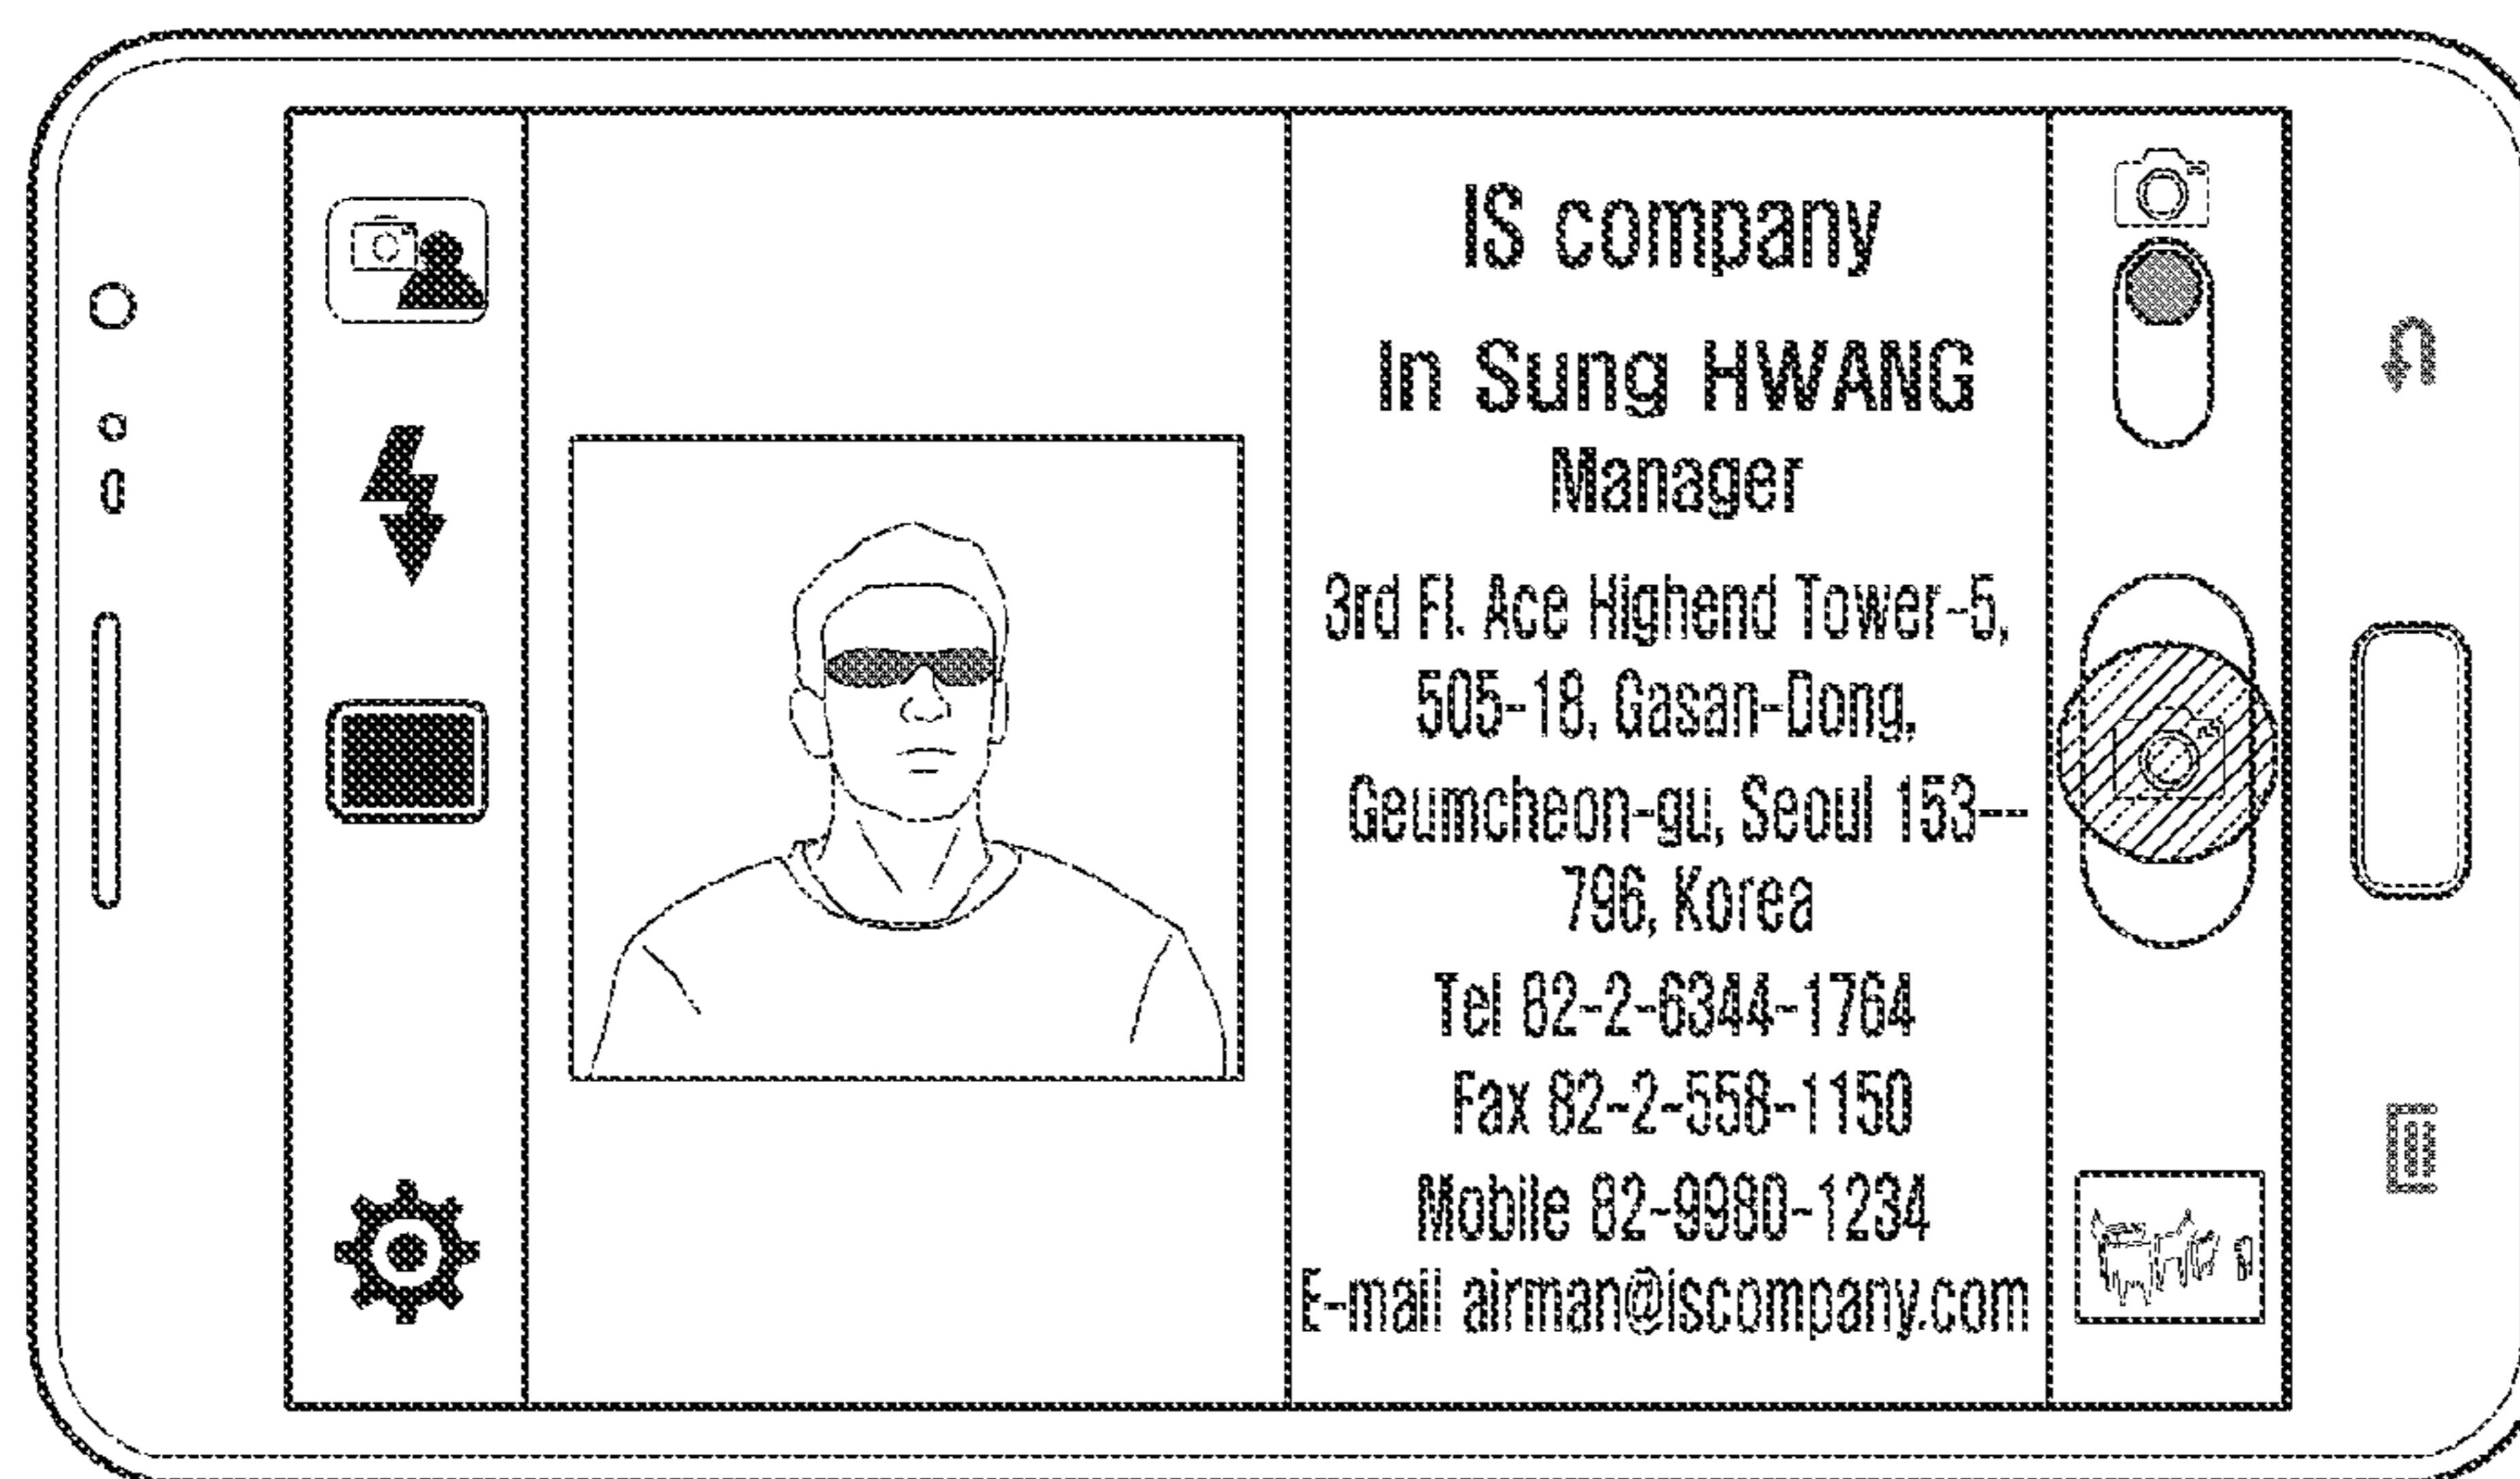 IS company
In Sung HWANG
Manager
3rd Fl. Ace Highend Tower-5,
505-18, Gasan-Dong,
Geumcheon-gu, Seoul 153--
796, Korea
Tel 82-2-6344-1764
Fax 82-2-558-1150
Mobile 82-9980-1234
E-mail airman@iscompany.com